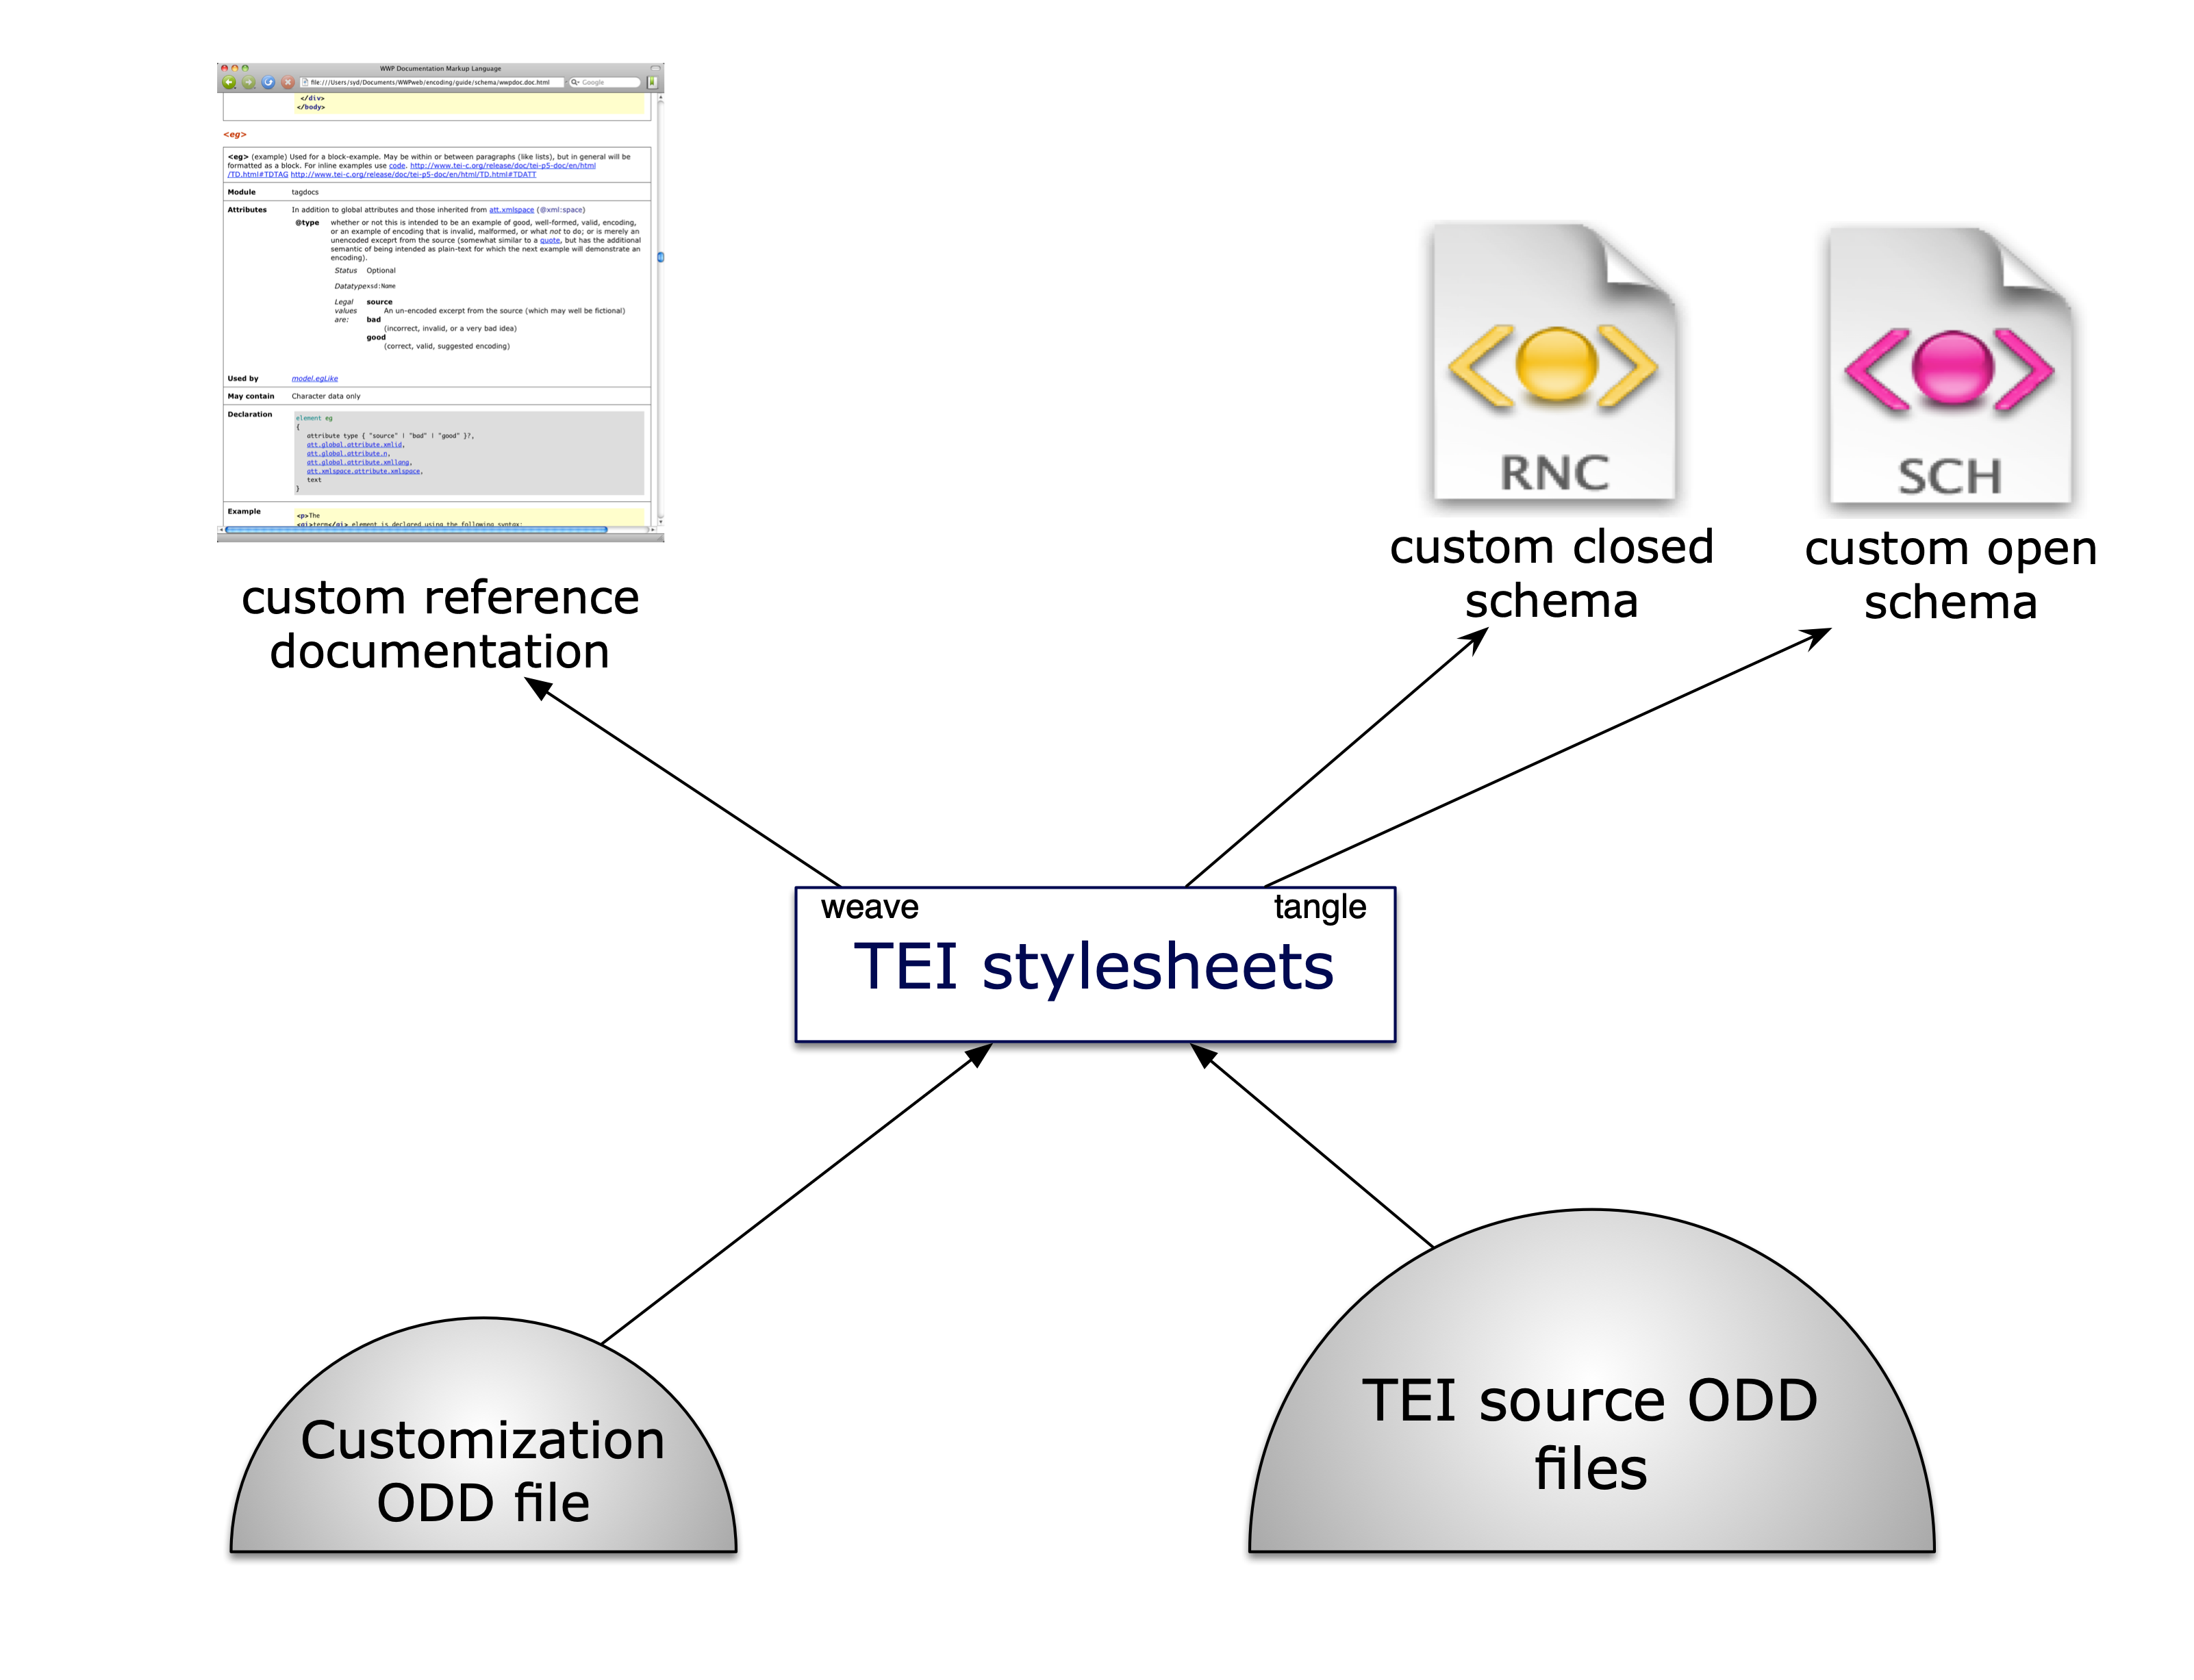 WWP Documentation Markup Language
file:///Users/syd/Documents/WWPweb/encoding/guide/schema/wwpdoc.doc.html
Google
</div>
</body>
<eg>
<eg> (example) Used for a block-example. May be within or between paragraphs (like lists), but in general will be
formatted as a block. For inline examples use code. http://www.tei-c.org/release/doc/tei-p5-doc/en/html
/TD.html#TDTAG http://www.tei-c.org/release/doc/tei-p5-doc/en/html/TD.html#TDATT
Module tagdocs
Attributes In addition to global attributes and those inherited from att.xmlspace (@xml:space)
@type whether or not this is intended to be an example of good, well-formed, valid, encoding,
or an example of encoding that is invalid, malformed, or what not to do; or is merely an
unencoded excerpt from the source (somewhat similar to a quote, but has the additional
semantic of being intended as plain-text for which the next example will demonstrate an
encoding).
Status Optional
Datatype xsd:Name
Legal values are:
source
An un-encoded excerpt from the source (which may well be fictional)
bad
(incorrect, invalid, or a very bad idea)
good
(correct, valid, suggested encoding)
Used by model.egLike
May contain Character data only
Declaration
element eg
{
attribute type { "source" | "bad" | "good" }?,
att.global.attribute.xmlid,
att.global.attribute.n,
att.global.attribute.xmllang,
att.xmlspace.attribute.xmlspace,
text
}
Example
<p>The
<gi>term</gi> element is declared using the following syntax:
custom reference
documentation
RNC
custom closed
schema
SCH
custom open
schema
weave
tangle
TEI stylesheets
Customization
ODD file
TEI source ODD
files